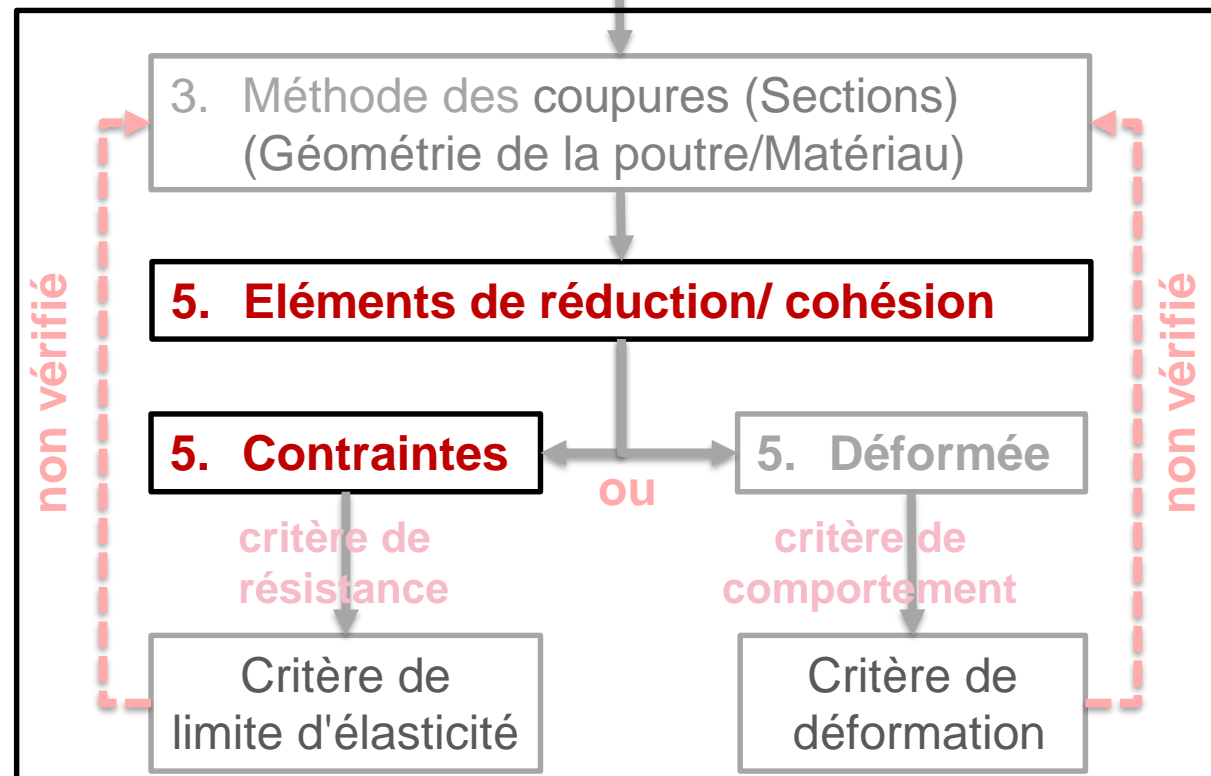 3. Méthode des coupures (Sections)
(Géométrie de la poutre/Matériau)
non vérifié
non vérifié
5. Eléments de réduction/ cohésion
5. Contraintes
ou
5. Déformée
critère de
résistance
critère de
comportement
Critère de
limite d'élasticité
Critère de
déformation